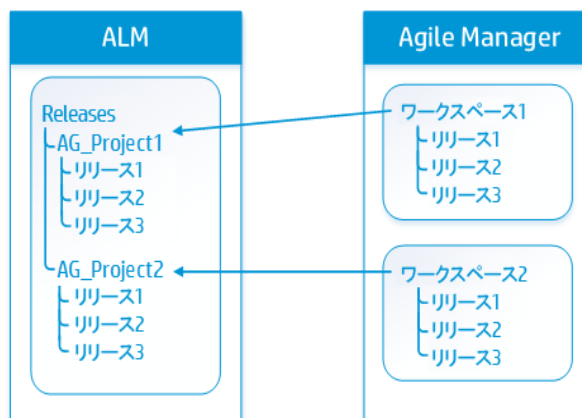 ALM
Releases
AG_Project1
リリース1
リリース2
リリース3
AG_Project2
リリース1
リリース2
リリース3
Agile Manager
ワークスペース1
リリース1
リリース2
リリース3
ワークスペース2
リリース1
リリース2
リリース3